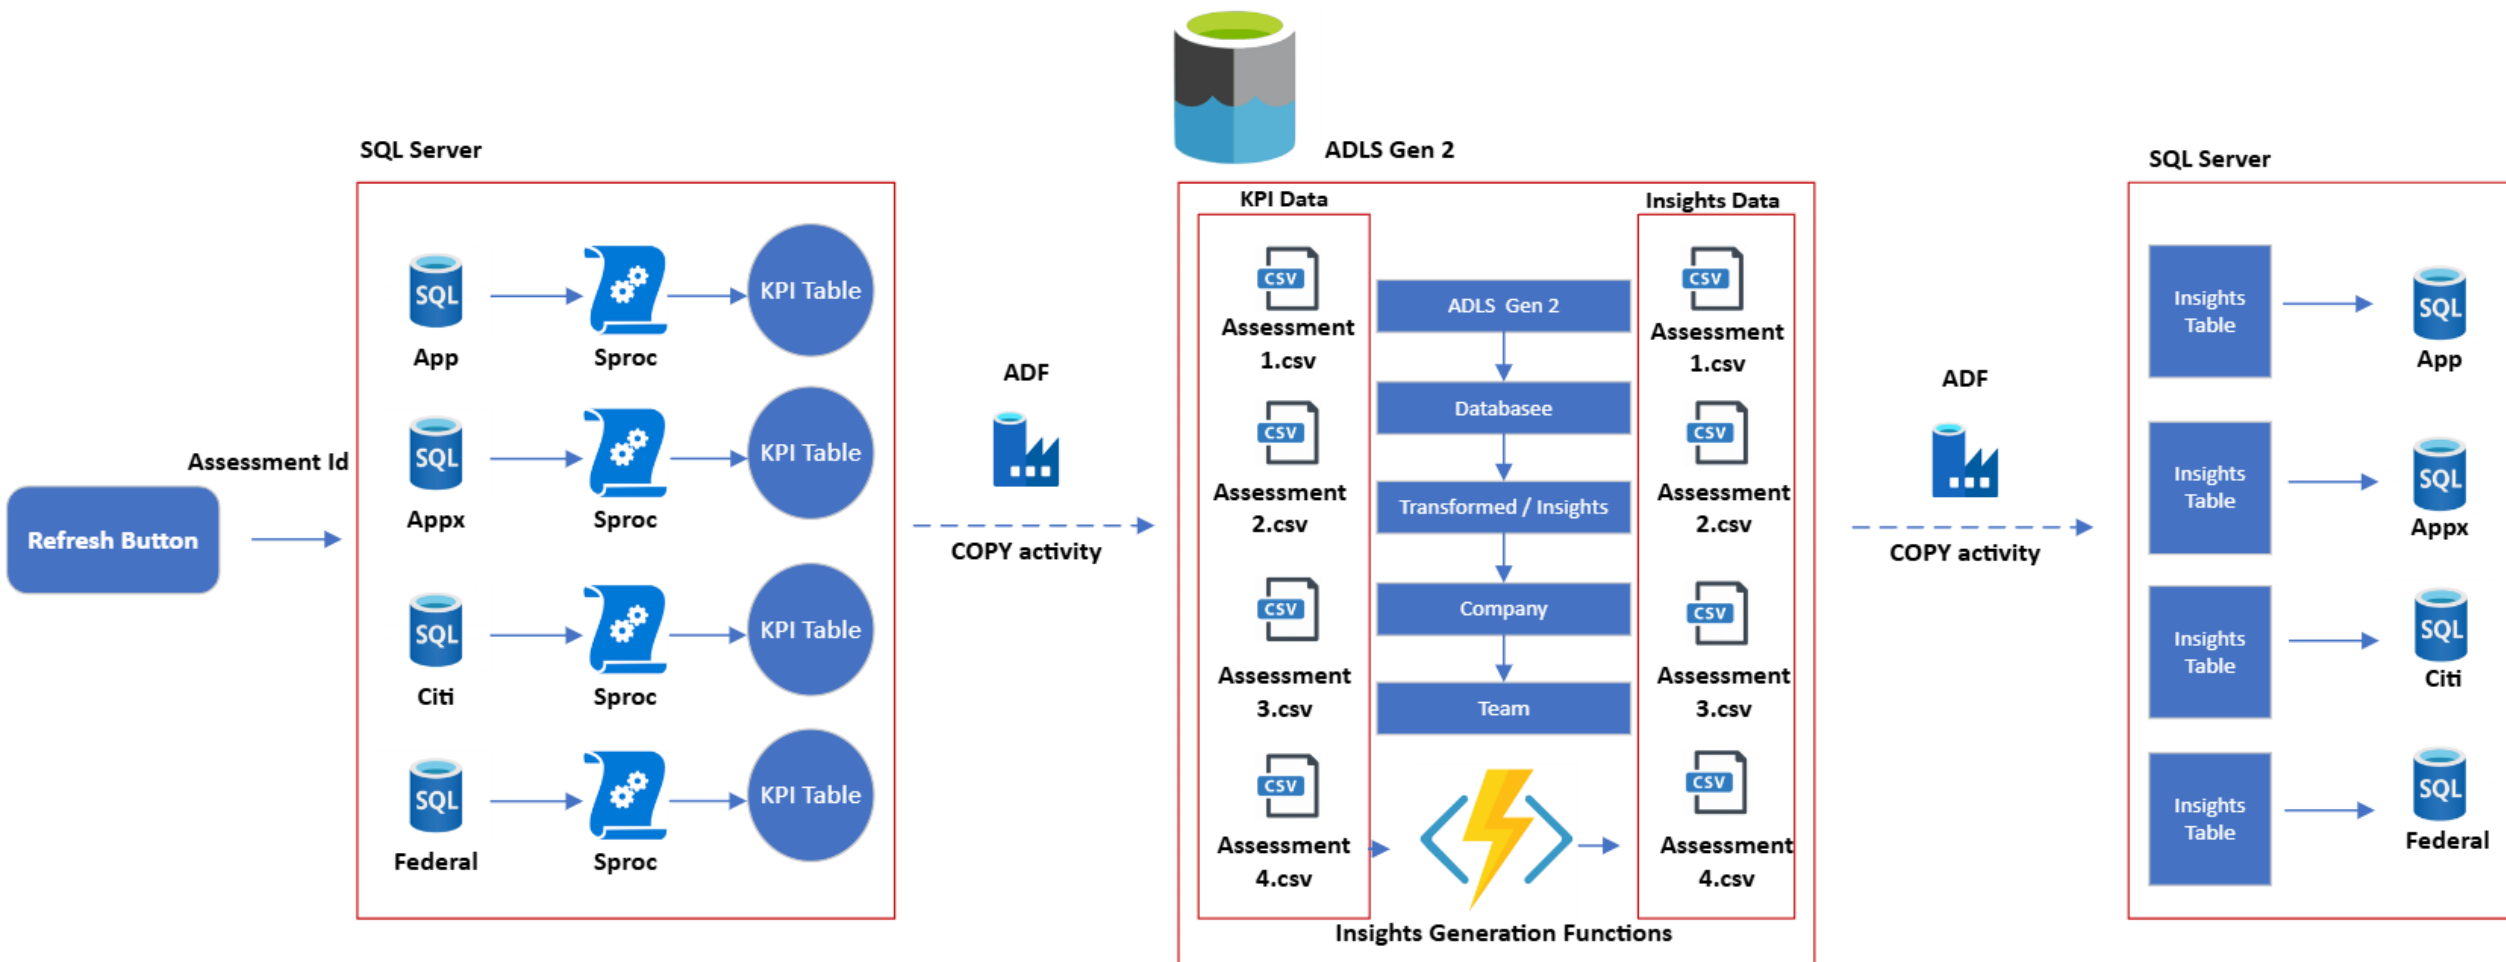 Refresh Button
Assessment Id
SQL Server
SQL
App
Sproc
KPI Table
SQL
Appx
Sproc
KPI Table
SQL
Citi
Sproc
KPI Table
SQL
Federal
Sproc
KPI Table
ADF
COPY activity
ADLS Gen 2
KPI Data
CSV
Assessment
1.csv
CSV
Assessment
2.csv
CSV
Assessment
3.csv
CSV
Assessment
4.csv
ADLS Gen 2
Databasee
Transformed / Insights
Company
Team
Insights Generation Functions
Insights Data
CSV
Assessment
1.csv
CSV
Assessment
2.csv
CSV
Assessment
3.csv
CSV
Assessment
4.csv
ADF
COPY activity
SQL Server
Insights
Table
SQL
App
Insights
Table
SQL
Appx
Insights
Table
SQL
Citi
Insights
Table
SQL
Federal